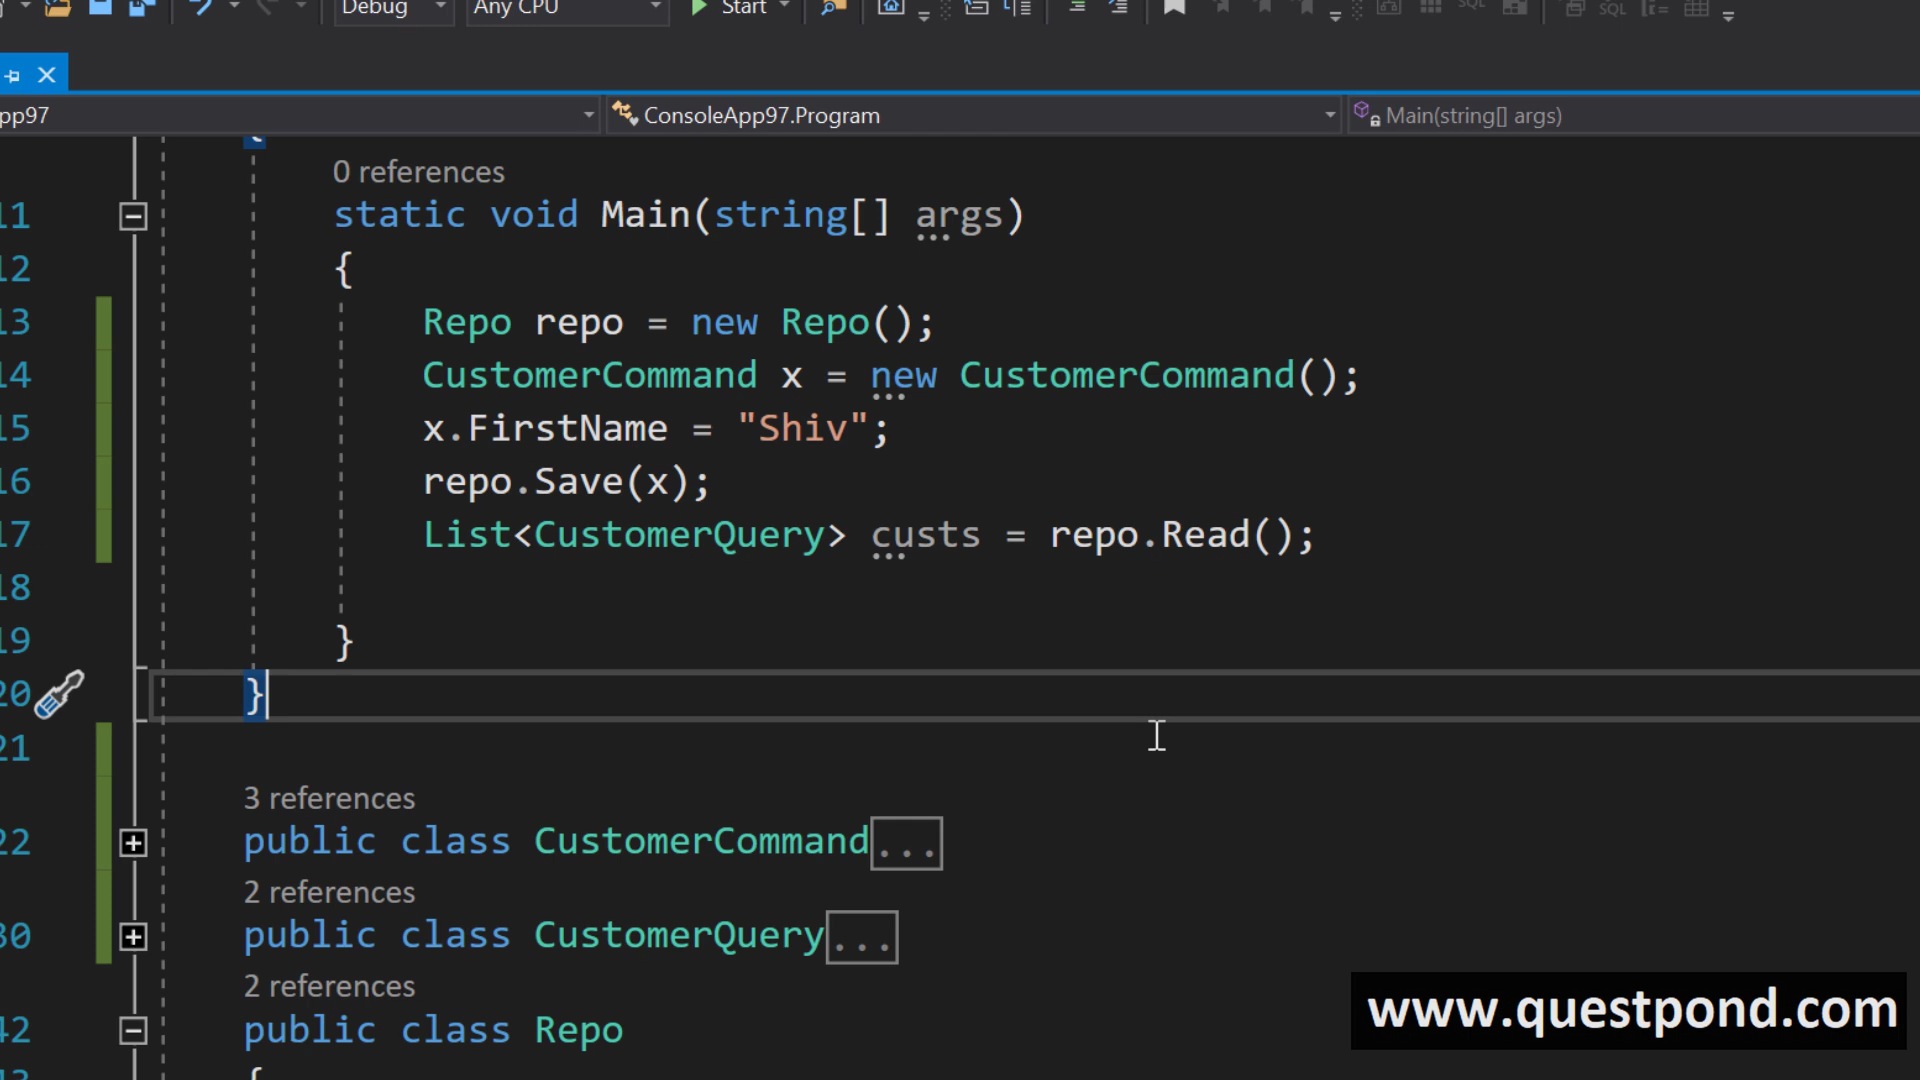 Debug Any CPU Start
pp97 ConsoleApp97.Program Main(string[] args)
{
0 references
11 static void Main(string[] args)
12 {
13 Repo repo = new Repo();
14 CustomerCommand x = new CustomerCommand();
15 x.FirstName = "Shiv";
16 repo.Save(x);
17 List<CustomerQuery> custs = repo.Read();
18
19 }
20 }
21
3 references
22 public class CustomerCommand...
2 references
30 public class CustomerQuery...
2 references
42 public class Repo
43 {
www.questpond.com